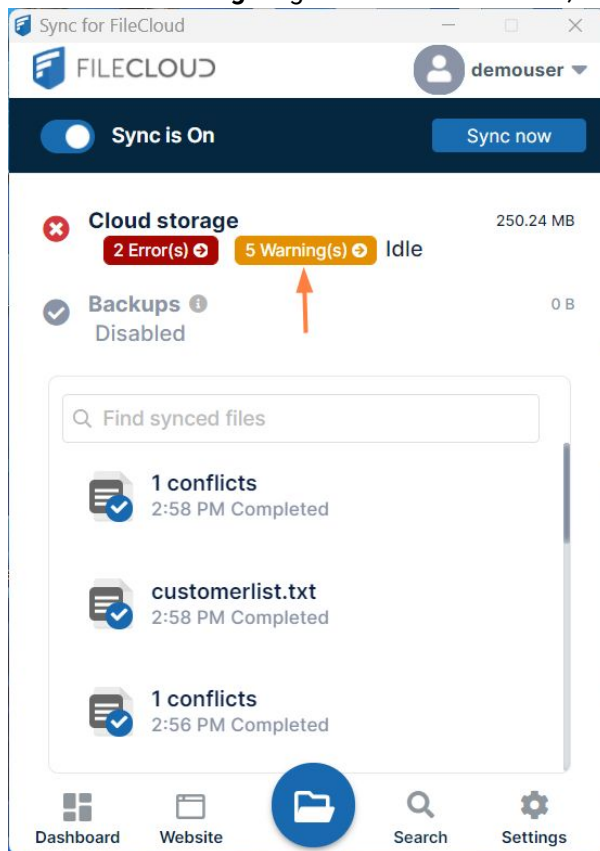 Sync for FileCloud
FILECLOUD
demouser
Sync is On
Sync now
Cloud storage
250.24 MB
2 Error(s)
5 Warning(s)
Idle
Backups
0 B
Disabled
Find synced files
1 conflicts
2:58 PM Completed
customerlist.txt
2:58 PM Completed
1 conflicts
2:56 PM Completed
Dashboard
Website
Search
Settings